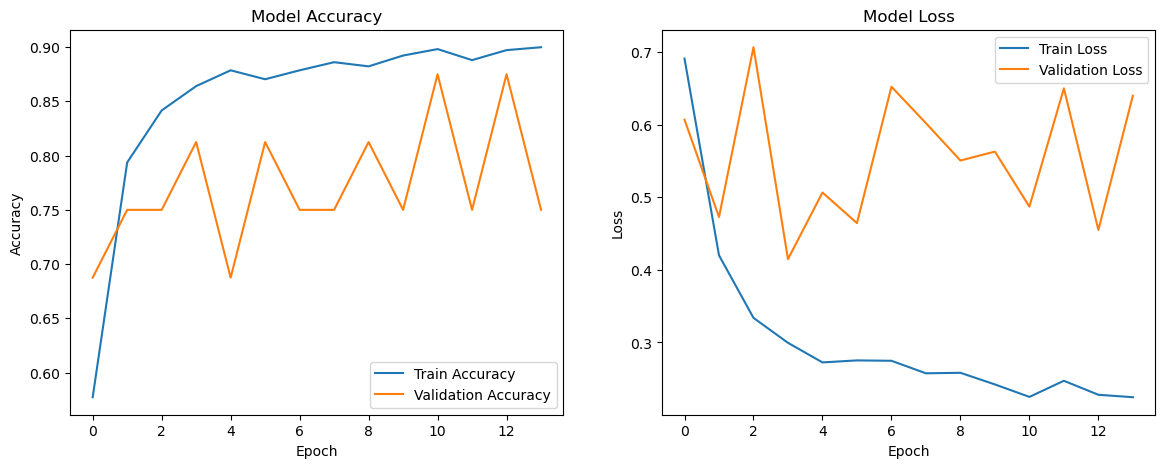 Model Accuracy
0.90
0.85
0.80
0.75
0.70
0.65
0.60
Accuracy
0
2
4
6
8
10
12
Epoch
Train Accuracy
Validation Accuracy
Model Loss
0.7
0.6
0.5
0.4
0.3
Loss
0
2
4
6
8
10
12
Epoch
Train Loss
Validation Loss